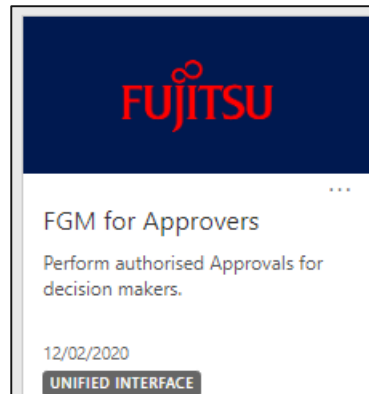 FUJITSU
...
FGM for Approvers
Perform authorised Approvals for
decision makers.
12/02/2020
UNIFIED INTERFACE